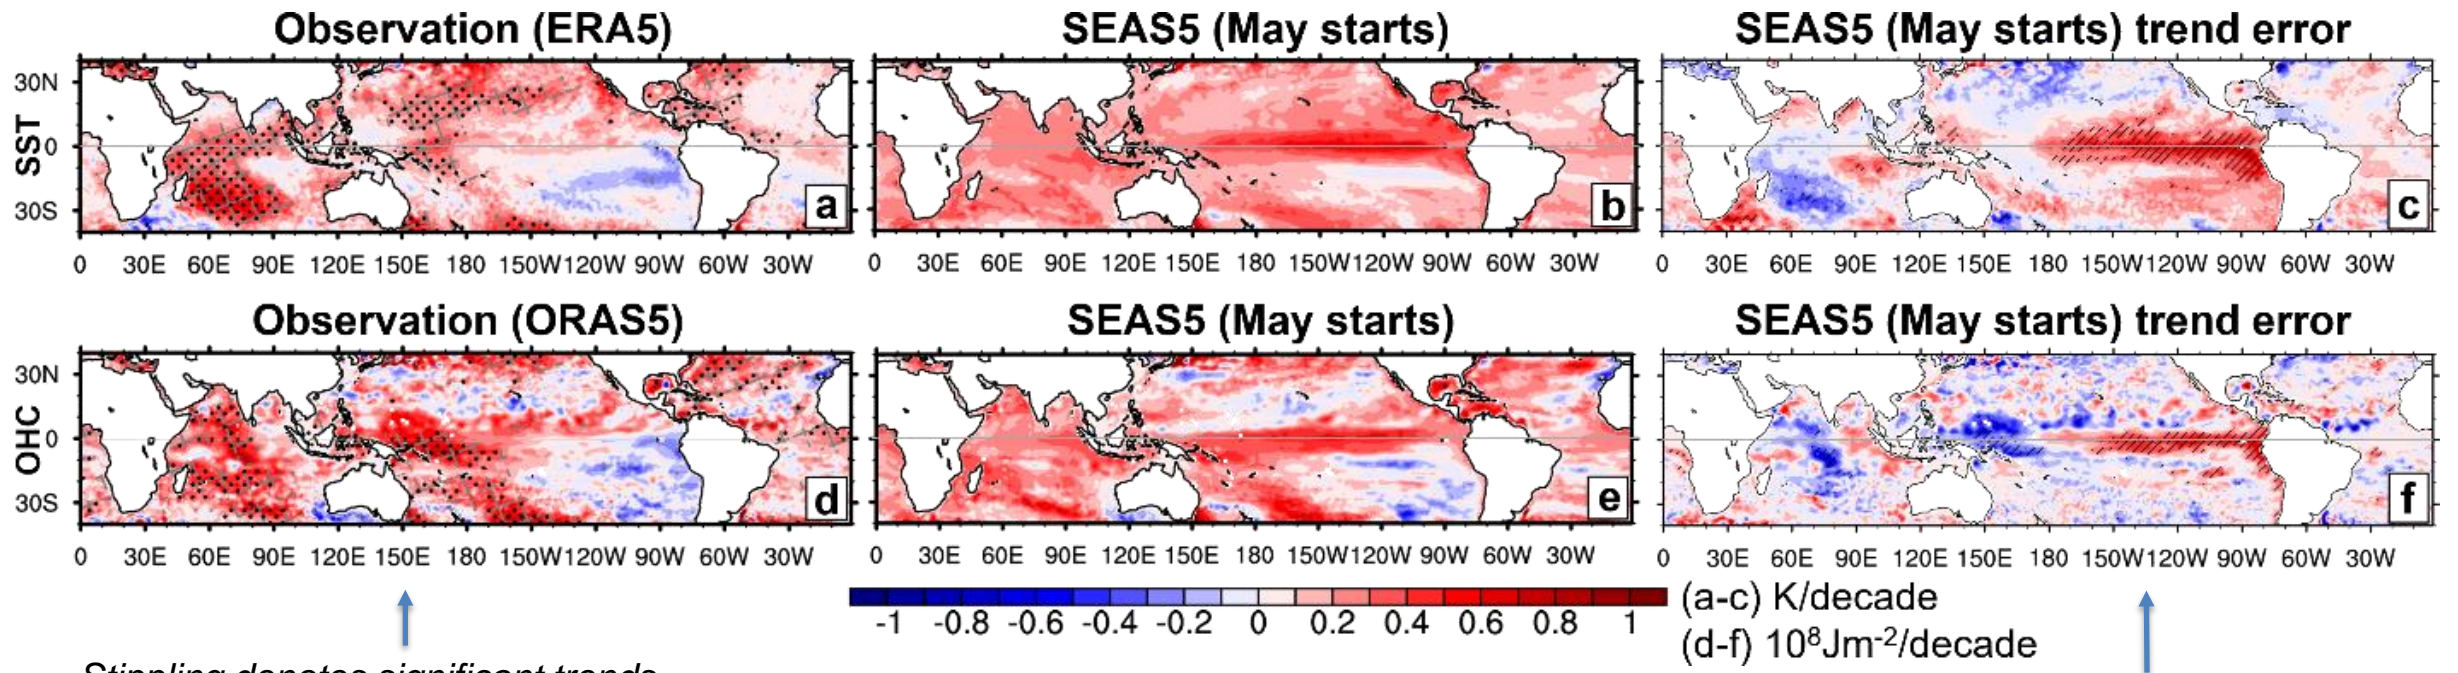 Observation (ERA5) SEAS5 (May starts) SEAS5 (May starts) trend error
SST
30N
0
30S
a b c
0 30E 60E 90E 120E 150E 180 150W 120W 90W 60W 30W
0 30E 60E 90E 120E 150E 180 150W 120W 90W 60W 30W
0 30E 60E 90E 120E 150E 180 150W 120W 90W 60W 30W
Observation (ORAS5) SEAS5 (May starts) SEAS5 (May starts) trend error
OHC
30N
0
30S
d e f
0 30E 60E 90E 120E 150E 180 150W 120W 90W 60W 30W
0 30E 60E 90E 120E 150E 180 150W 120W 90W 60W 30W
0 30E 60E 90E 120E 150E 180 150W 120W 90W 60W 30W
-1 -0.8 -0.6 -0.4 -0.2 0 0.2 0.4 0.6 0.8 1
(a-c) K/decade
(d-f) 10⁸Jm⁻²/decade
Stippling denotes significant trends